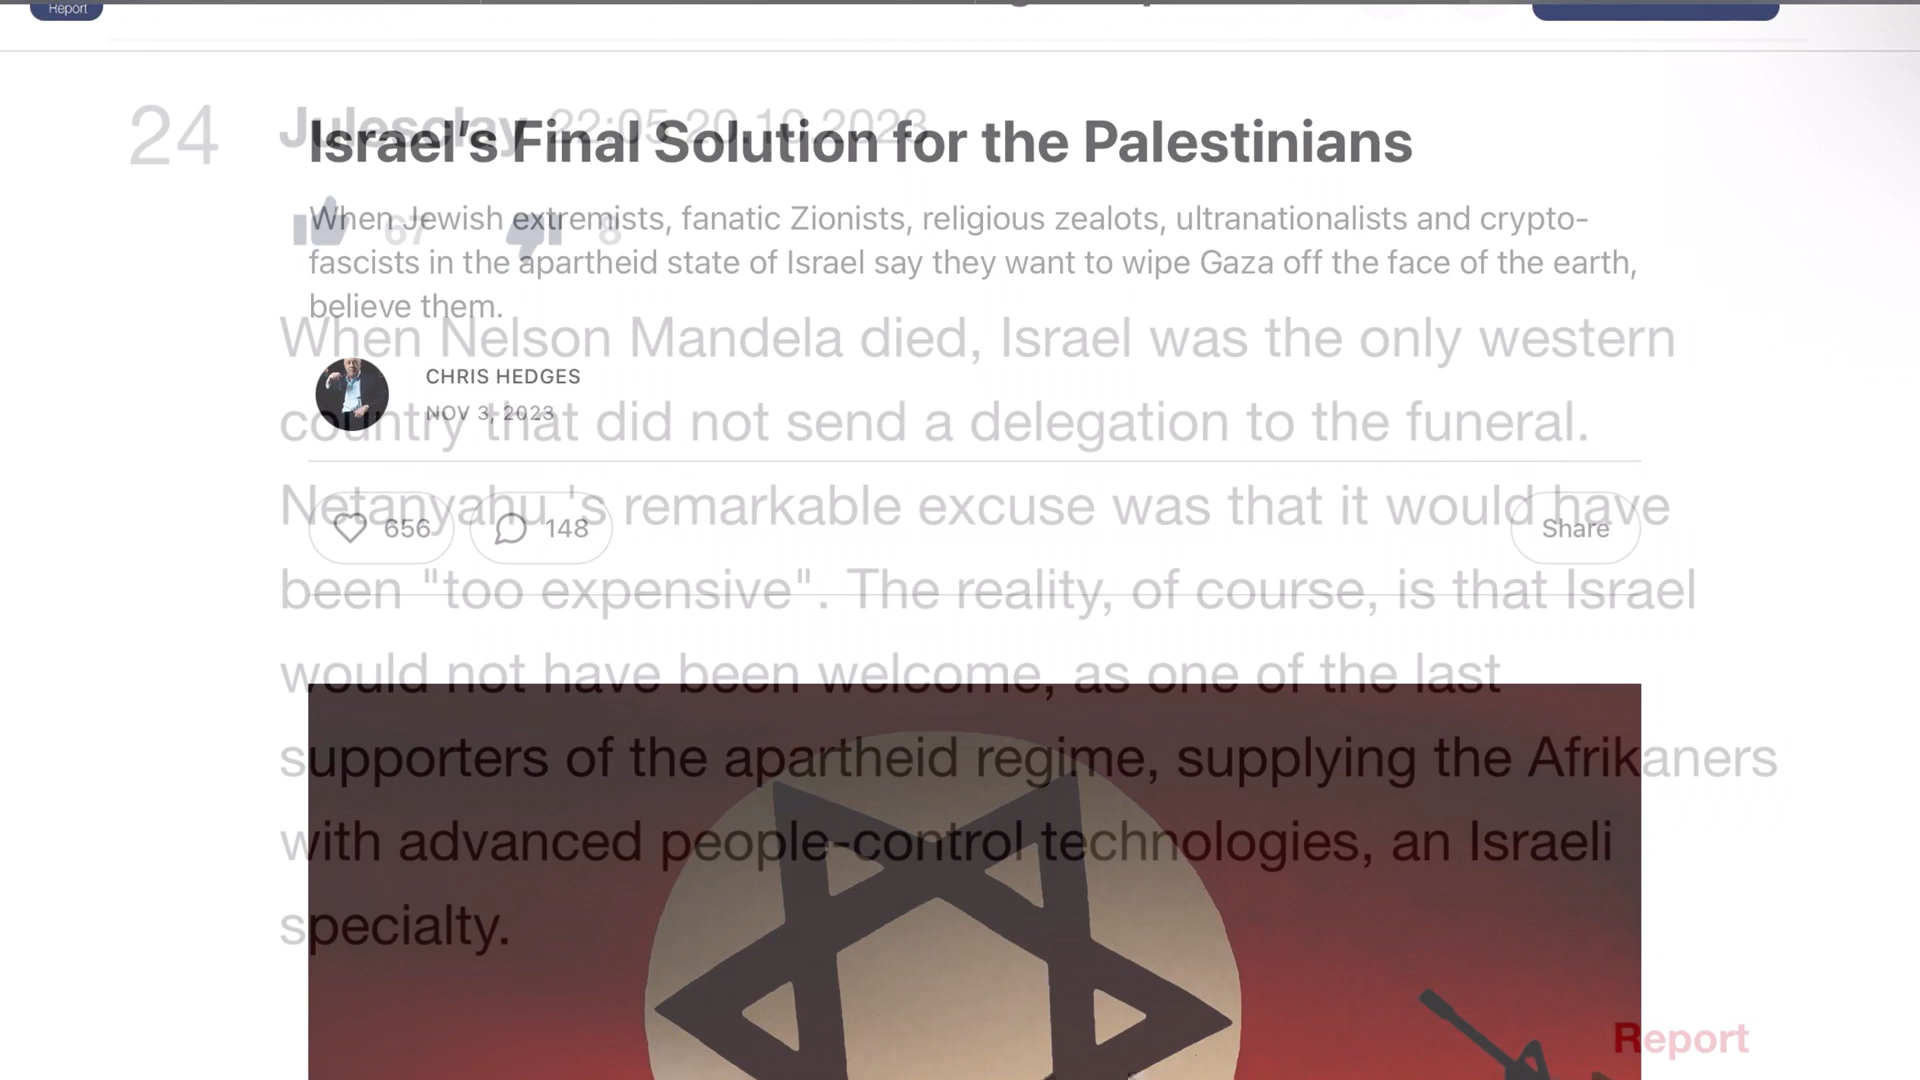 Report
24 Julesclay 22:05 20.10.2023
Israel's Final Solution for the Palestinians
67 8
When Jewish extremists, fanatic Zionists, religious zealots, ultranationalists and crypto-
fascists in the apartheid state of Israel say they want to wipe Gaza off the face of the earth,
believe them.
When Nelson Mandela died, Israel was the only western
CHRIS HEDGES
NOV 3, 2023
country that did not send a delegation to the funeral.
Netanyahu 's remarkable excuse was that it would have
656 148 Share
been "too expensive". The reality, of course, is that Israel
would not have been welcome, as one of the last
supporters of the apartheid regime, supplying the Afrikaners
with advanced people-control technologies, an Israeli
specialty.
Report